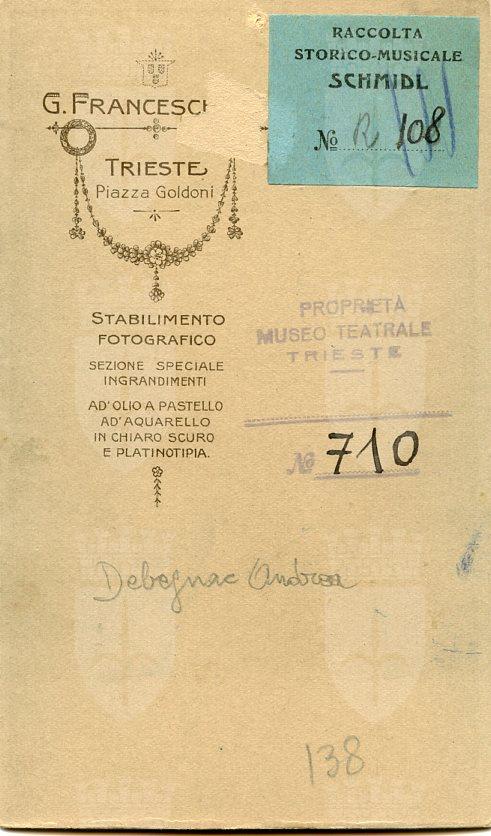 RACCOLTA
STORICO-MUSICALE
SCHMIDL
№ R 108
G. FRANCESCH
TRIESTE
Piazza Goldoni
STABILIMENTO
FOTOGRAFICO
SEZIONE SPECIALE
INGRANDIMENTI
AD'OLIO A PASTELLO
AD'AQUARELLO
IN CHIARO SCURO
E PLATINOTIPIA.
PROPRIETÀ
MUSEO TEATRALE
TRIESTE
№ 710
Debegnac Andrea
138